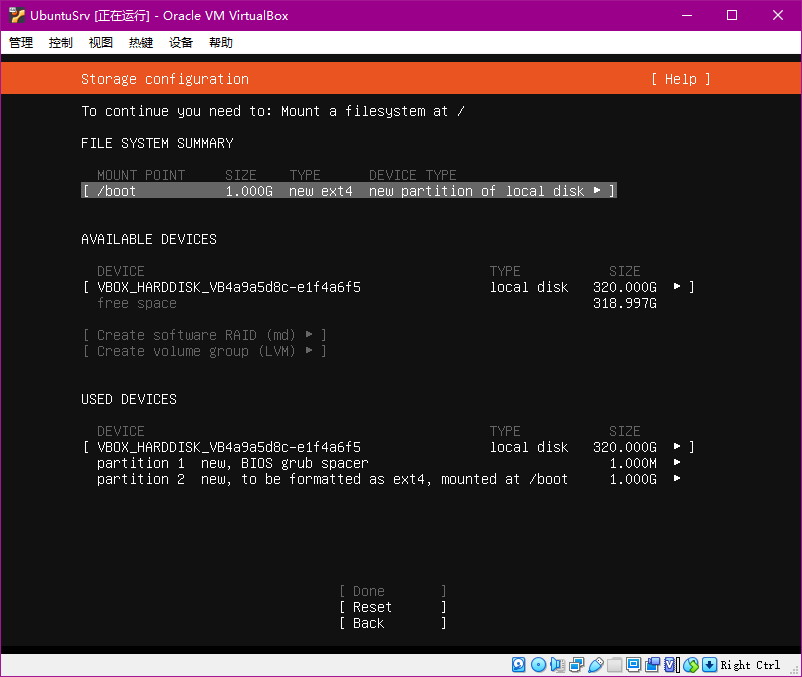 UbuntuSrv [正在运行] - Oracle VM VirtualBox
管理 控制 视图 热键 设备 帮助
Storage configuration [ Help ]
To continue you need to: Mount a filesystem at /
FILE SYSTEM SUMMARY
MOUNT POINT SIZE TYPE DEVICE TYPE
[ /boot 1.000G new ext4 new partition of local disk ▸ ]
AVAILABLE DEVICES
DEVICE TYPE SIZE
[ VBOX_HARDDISK_VB4a9a5d8c-e1f4a6f5 local disk 320.000G ▸ ]
free space 318.997G
[ Create software RAID (md) ▸ ]
[ Create volume group (LVM) ▸ ]
USED DEVICES
DEVICE TYPE SIZE
[ VBOX_HARDDISK_VB4a9a5d8c-e1f4a6f5 local disk 320.000G ▸ ]
partition 1 new, BIOS grub spacer 1.000M ▸
partition 2 new, to be formatted as ext4, mounted at /boot 1.000G ▸
[ Done ]
[ Reset ]
[ Back ]
Right Ctrl